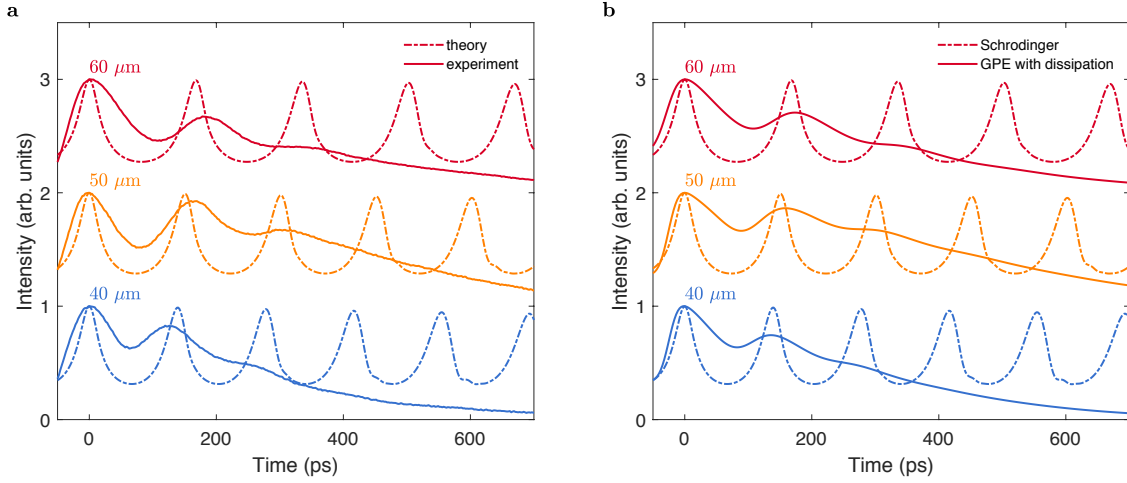 a
theory
experiment
60 μm
50 μm
40 μm
Intensity (arb. units)
3
2
1
0
0 200 400 600
Time (ps)
b
Schrodinger
GPE with dissipation
60 μm
50 μm
40 μm
Intensity (arb. units)
3
2
1
0
0 200 400 600
Time (ps)